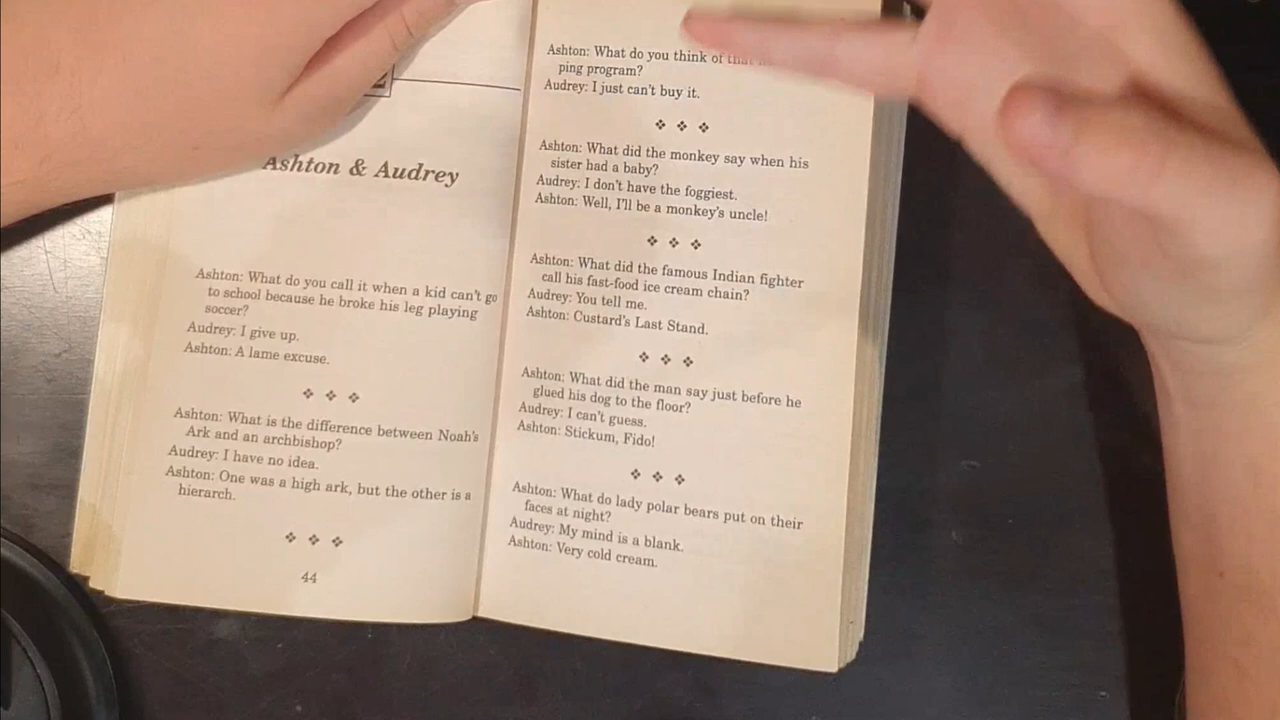 Ashton & Audrey
Ashton: What do you call it when a kid can't go
to school because he broke his leg playing
soccer?
Audrey: I give up.
Ashton: A lame excuse.
Ashton: What is the difference between Noah's
Ark and an archbishop?
Audrey: I have no idea.
Ashton: One was a high ark, but the other is a
hierarch.
44
Ashton: What do you think of that
ping program?
Audrey: I just can't buy it.
Ashton: What did the monkey say when his
sister had a baby?
Audrey: I don't have the foggiest.
Ashton: Well, I'll be a monkey's uncle!
Ashton: What did the famous Indian fighter
call his fast-food ice cream chain?
Audrey: You tell me.
Ashton: Custard's Last Stand.
Ashton: What did the man say just before he
glued his dog to the floor?
Audrey: I can't guess.
Ashton: Stickum, Fido!
Ashton: What do lady polar bears put on their
faces at night?
Audrey: My mind is a blank.
Ashton: Very cold cream.